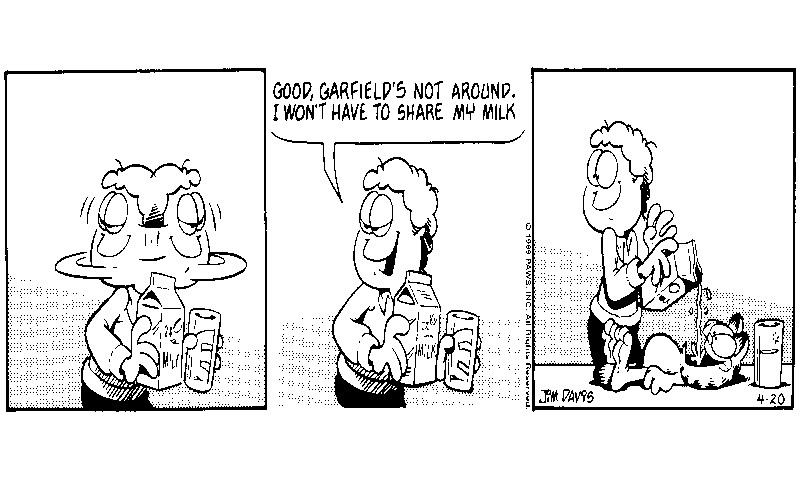 GOOD, GARFIELD'S NOT AROUND.
I WON'T HAVE TO SHARE MY MILK
MILK
MILK
© 1989 PAWS, INC. All Rights Reserved.
JIM DAVIS
4-20